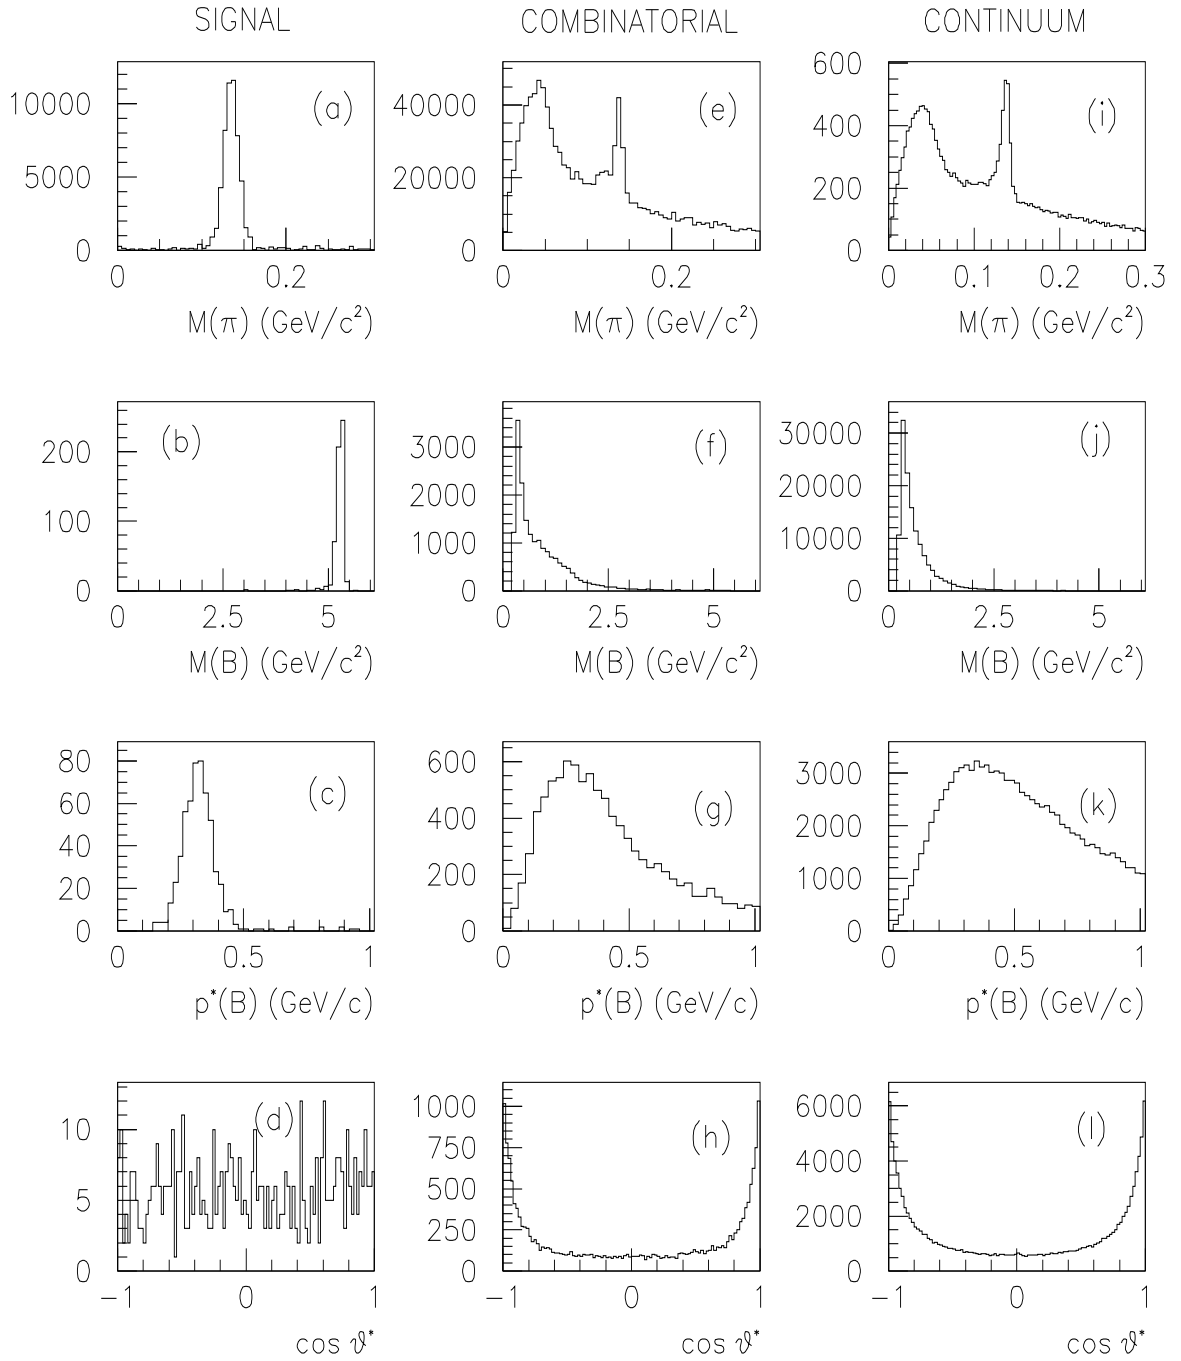 SIGNAL COMBINATORIAL CONTINUUM
(a) (e) (i)
10000
5000
0
0 0.2
M(π) (GeV/c²)
40000
20000
0
0 0.2
M(π) (GeV/c²)
600
400
200
0
0 0.1 0.2 0.3
M(π) (GeV/c²)
(b) (f) (j)
200
100
0
0 2.5 5
M(B) (GeV/c²)
3000
2000
1000
0
0 2.5 5
M(B) (GeV/c²)
30000
20000
10000
0
0 2.5 5
M(B) (GeV/c²)
(c) (g) (k)
80
60
40
20
0
0 0.5 1
p*(B) (GeV/c)
600
400
200
0
0 0.5 1
p*(B) (GeV/c)
3000
2000
1000
0
0 0.5 1
p*(B) (GeV/c)
(d) (h) (l)
10
5
0
−1 0 1
cos ϑ*
1000
750
500
250
0
−1 0 1
cos ϑ*
6000
4000
2000
0
−1 0 1
cos ϑ*